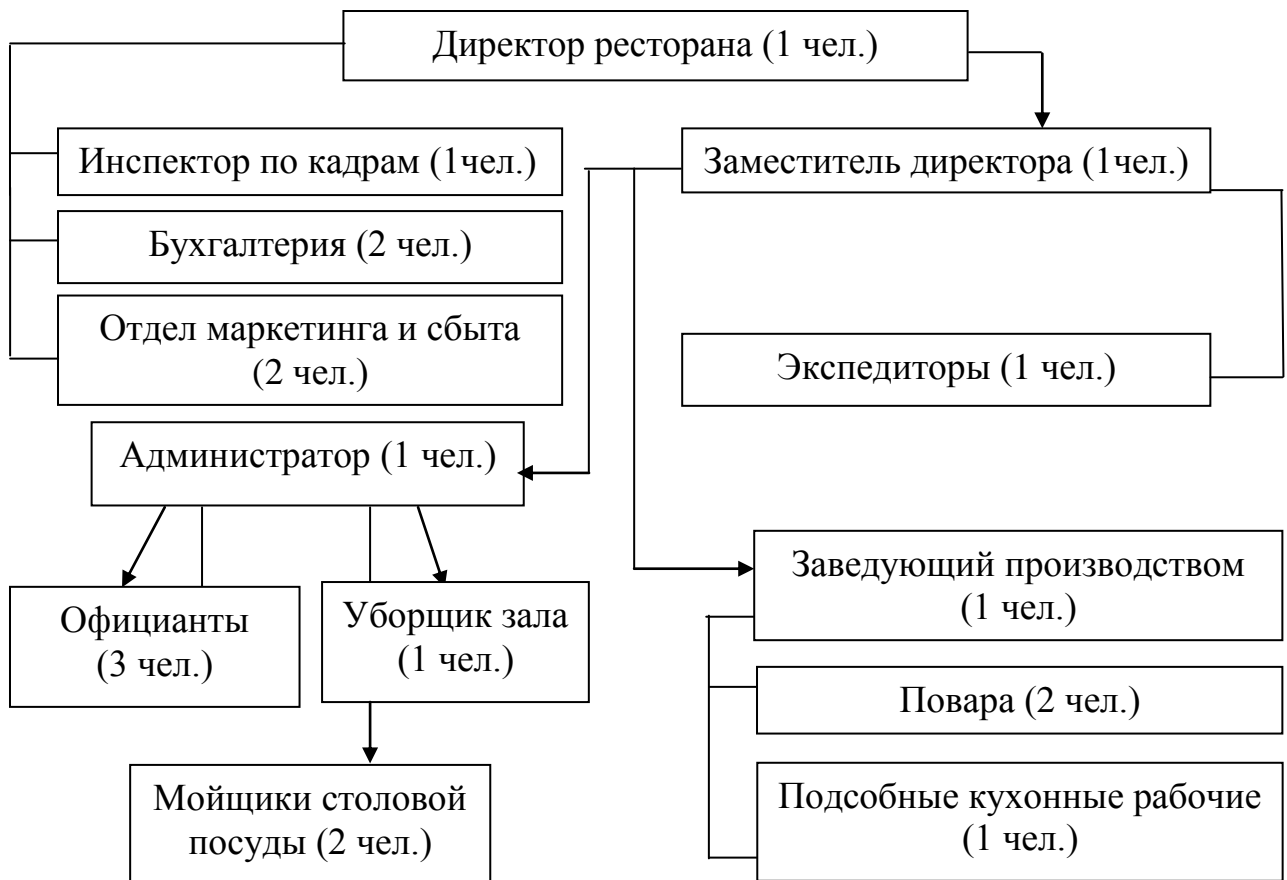 Директор ресторана (1 чел.)
Инспектор по кадрам (1чел.)
Заместитель директора (1чел.)
Бухгалтерия (2 чел.)
Отдел маркетинга и сбыта
(2 чел.)
Экспедиторы (1 чел.)
Администратор (1 чел.)
Официанты
(3 чел.)
Уборщик зала
(1 чел.)
Заведующий производством
(1 чел.)
Повара (2 чел.)
Мойщики столовой
посуды (2 чел.)
Подсобные кухонные рабочие
(1 чел.)